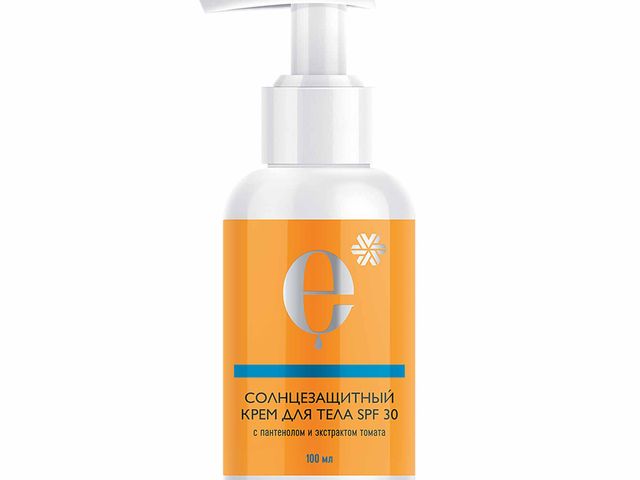 e
СОЛНЦЕЗАЩИТНЫЙ
КРЕМ ДЛЯ ТЕЛА SPF 30
с пантенолом и экстрактом томата
100 мл